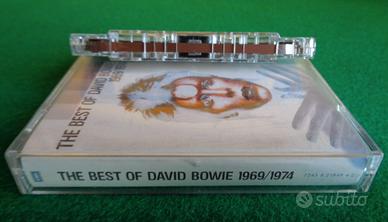 THE BEST OF DAVID BOWIE
THE BEST OF DAVID BOWIE 1969/1974
subito